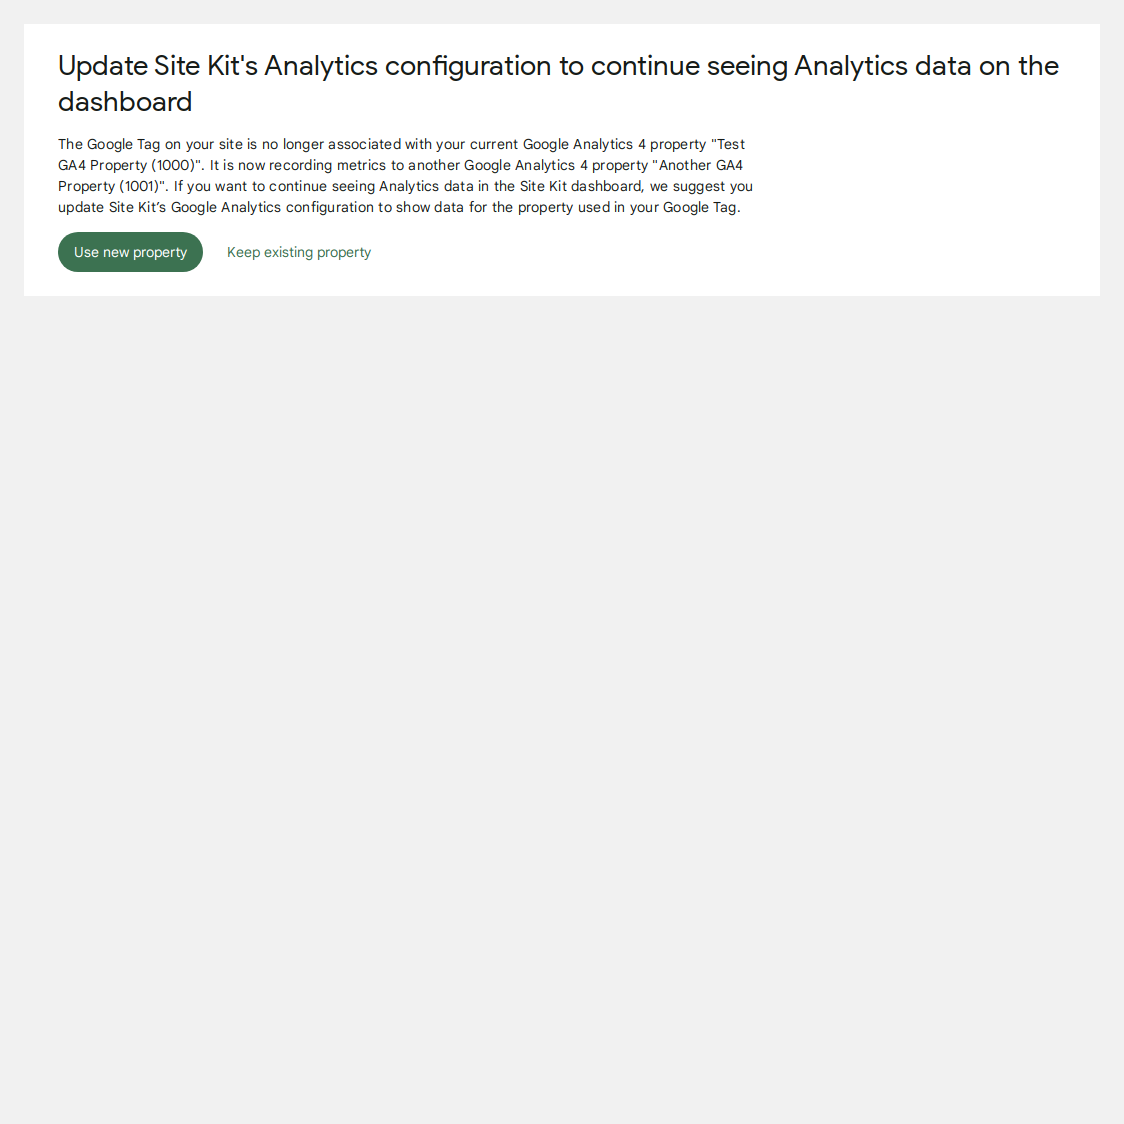 Update Site Kit's Analytics configuration to continue seeing Analytics data on the
dashboard
The Google Tag on your site is no longer associated with your current Google Analytics 4 property "Test
GA4 Property (1000)". It is now recording metrics to another Google Analytics 4 property "Another GA4
Property (1001)". If you want to continue seeing Analytics data in the Site Kit dashboard, we suggest you
update Site Kit’s Google Analytics configuration to show data for the property used in your Google Tag.
Use new property
Keep existing property